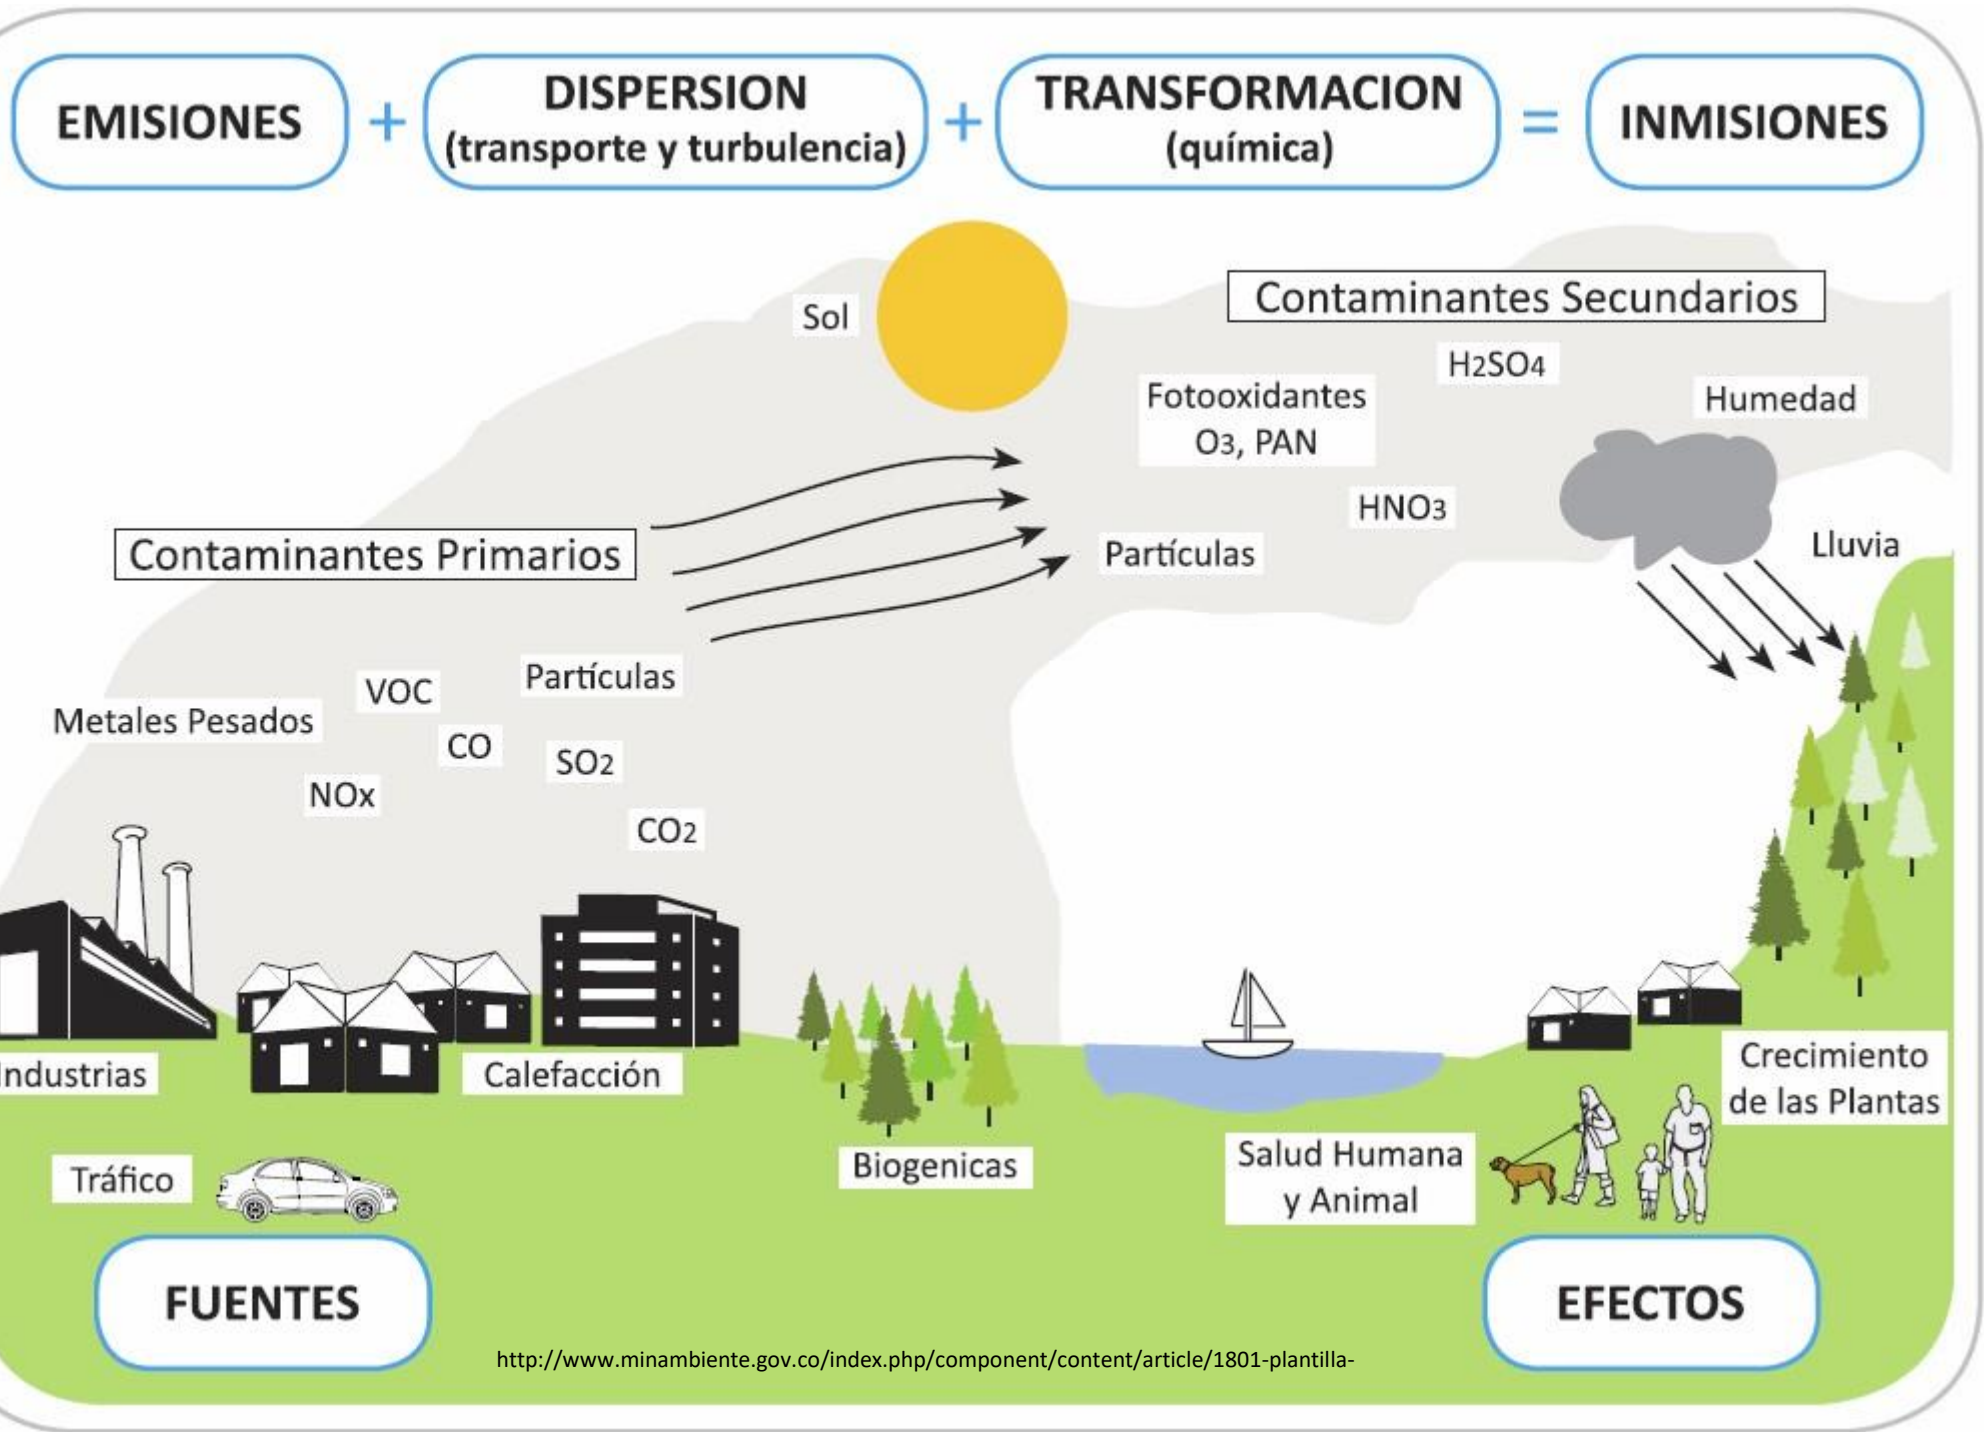 EMISIONES
+
DISPERSION
(transporte y turbulencia)
+
TRANSFORMACION
(química)
=
INMISIONES
Sol
Contaminantes Secundarios
H2SO4
Fotooxidantes
O3, PAN
Humedad
HNO3
Contaminantes Primarios
Partículas
Lluvia
Partículas
VOC
Metales Pesados
CO
SO2
NOx
CO2
Industrias
Calefacción
Crecimiento
de las Plantas
Tráfico
Biogenicas
Salud Humana
y Animal
FUENTES
EFECTOS
http://www.minambiente.gov.co/index.php/component/content/article/1801-plantilla-